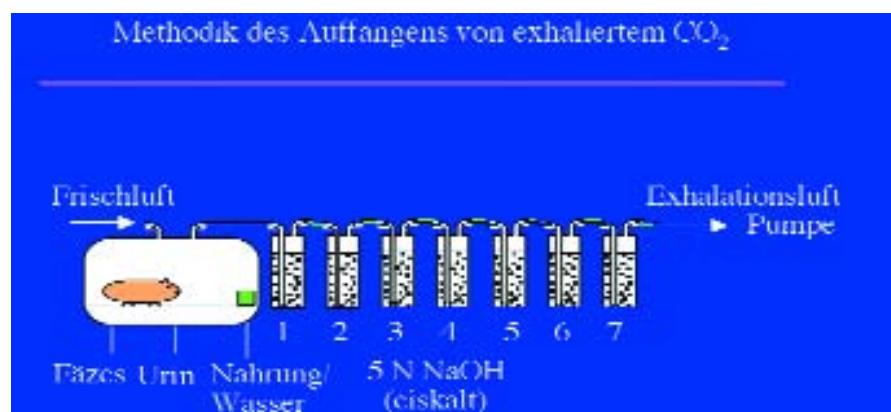 Methodik des Auffangens von exhaliertem CO₂
Frischluft
Exhalationsluft
Pumpe
1 2 3 4 5 6 7
Fäzes Urin Nahrung/ 5 N NaOH
Wasser (eiskalt)